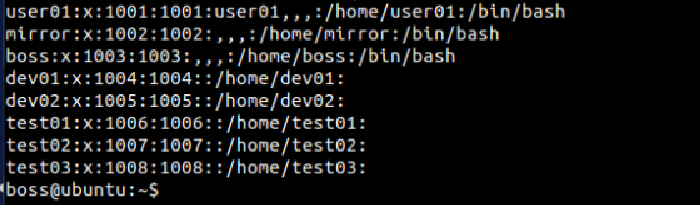 user01:x:1001:1001:user01,,,:/home/user01:/bin/bash
mirror:x:1002:1002:,,,:/home/mirror:/bin/bash
boss:x:1003:1003:,,,:/home/boss:/bin/bash
dev01:x:1004:1004::/home/dev01:
dev02:x:1005:1005::/home/dev02:
test01:x:1006:1006::/home/test01:
test02:x:1007:1007::/home/test02:
test03:x:1008:1008::/home/test03:
boss@ubuntu:~$